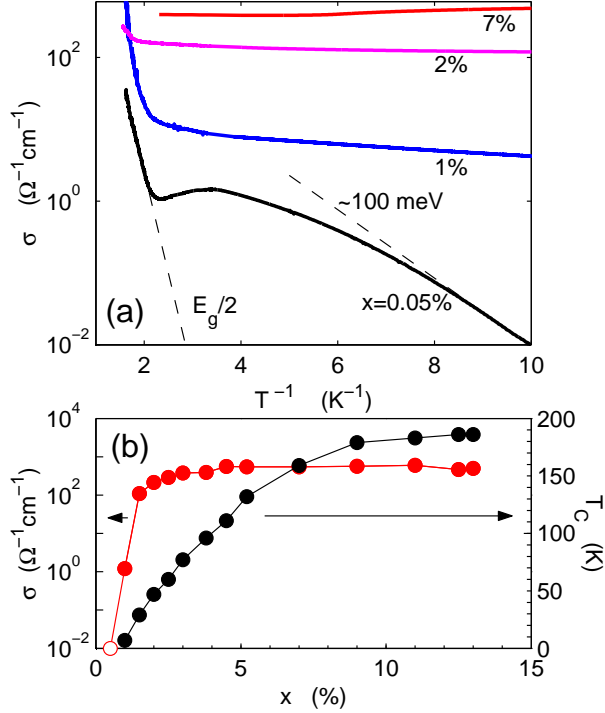 10²
7%
2%
σ (Ω⁻¹cm⁻¹)
1%
10⁰
~100 meV
E_g/2
x=0.05%
(a)
10⁻²
2 4 6 8 10
T⁻¹ (K⁻¹)
10⁴ 200
(b)
10² 150
σ (Ω⁻¹cm⁻¹) T_C (K)
100
10⁰ 50
10⁻² 0
0 5 10 15
x (%)